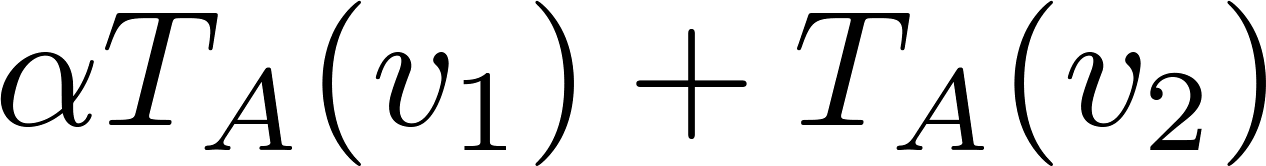 αT_A(v_1) + T_A(v_2)